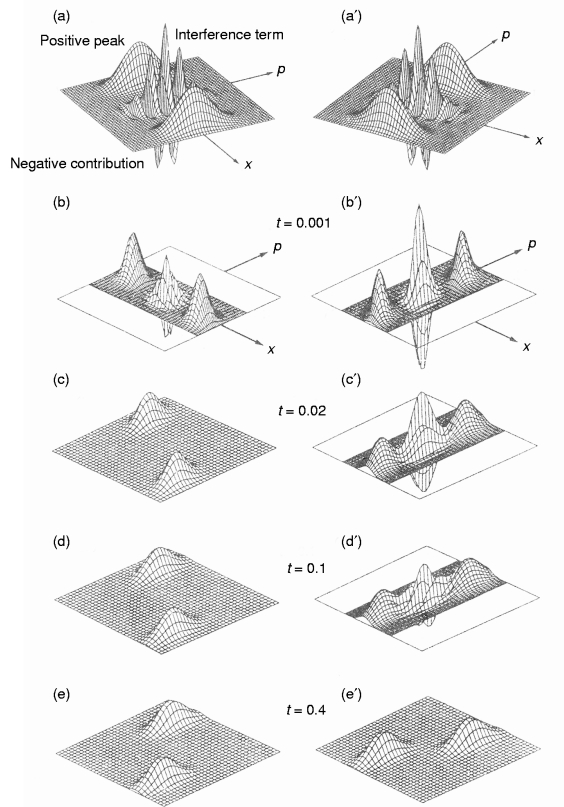 (a)
(a′)
Positive peak
Interference term
p
p
x
x
Negative contribution
(b)
(b′)
t = 0.001
p
p
x
x
(c)
(c′)
t = 0.02
(d)
(d′)
t = 0.1
(e)
(e′)
t = 0.4